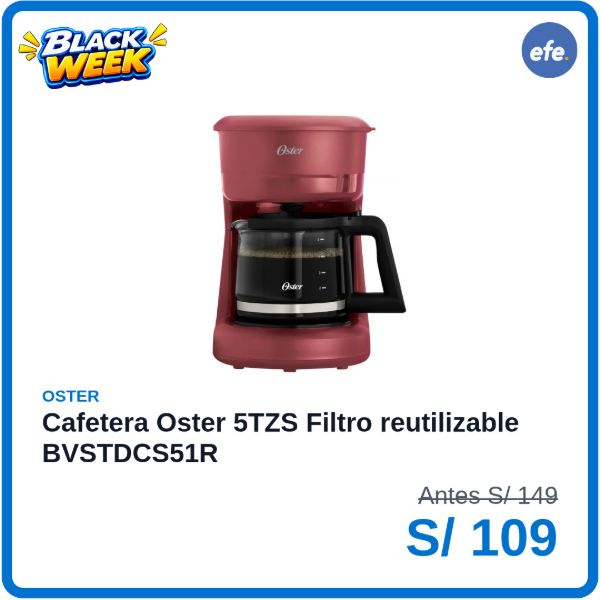 BLACK
WEEK
efe.
Oster
Oster
OSTER
Cafetera Oster 5TZS Filtro reutilizable
BVSTDCS51R
Antes S/ 149
S/ 109